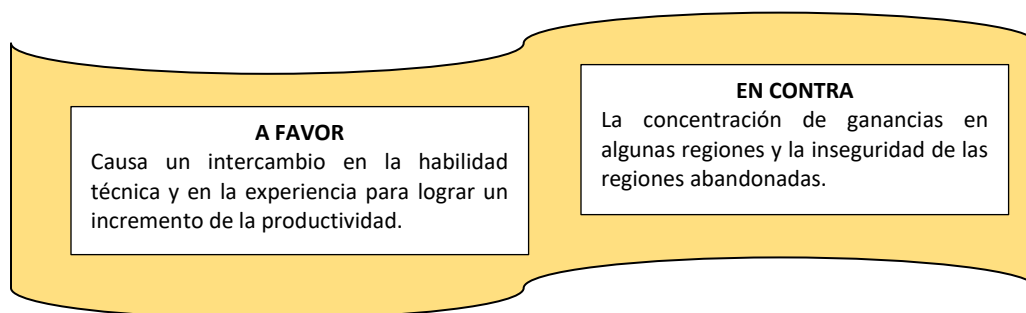 A FAVOR
Causa un intercambio en la habilidad
técnica y en la experiencia para lograr un
incremento de la productividad.
EN CONTRA
La concentración de ganancias en
algunas regiones y la inseguridad de las
regiones abandonadas.